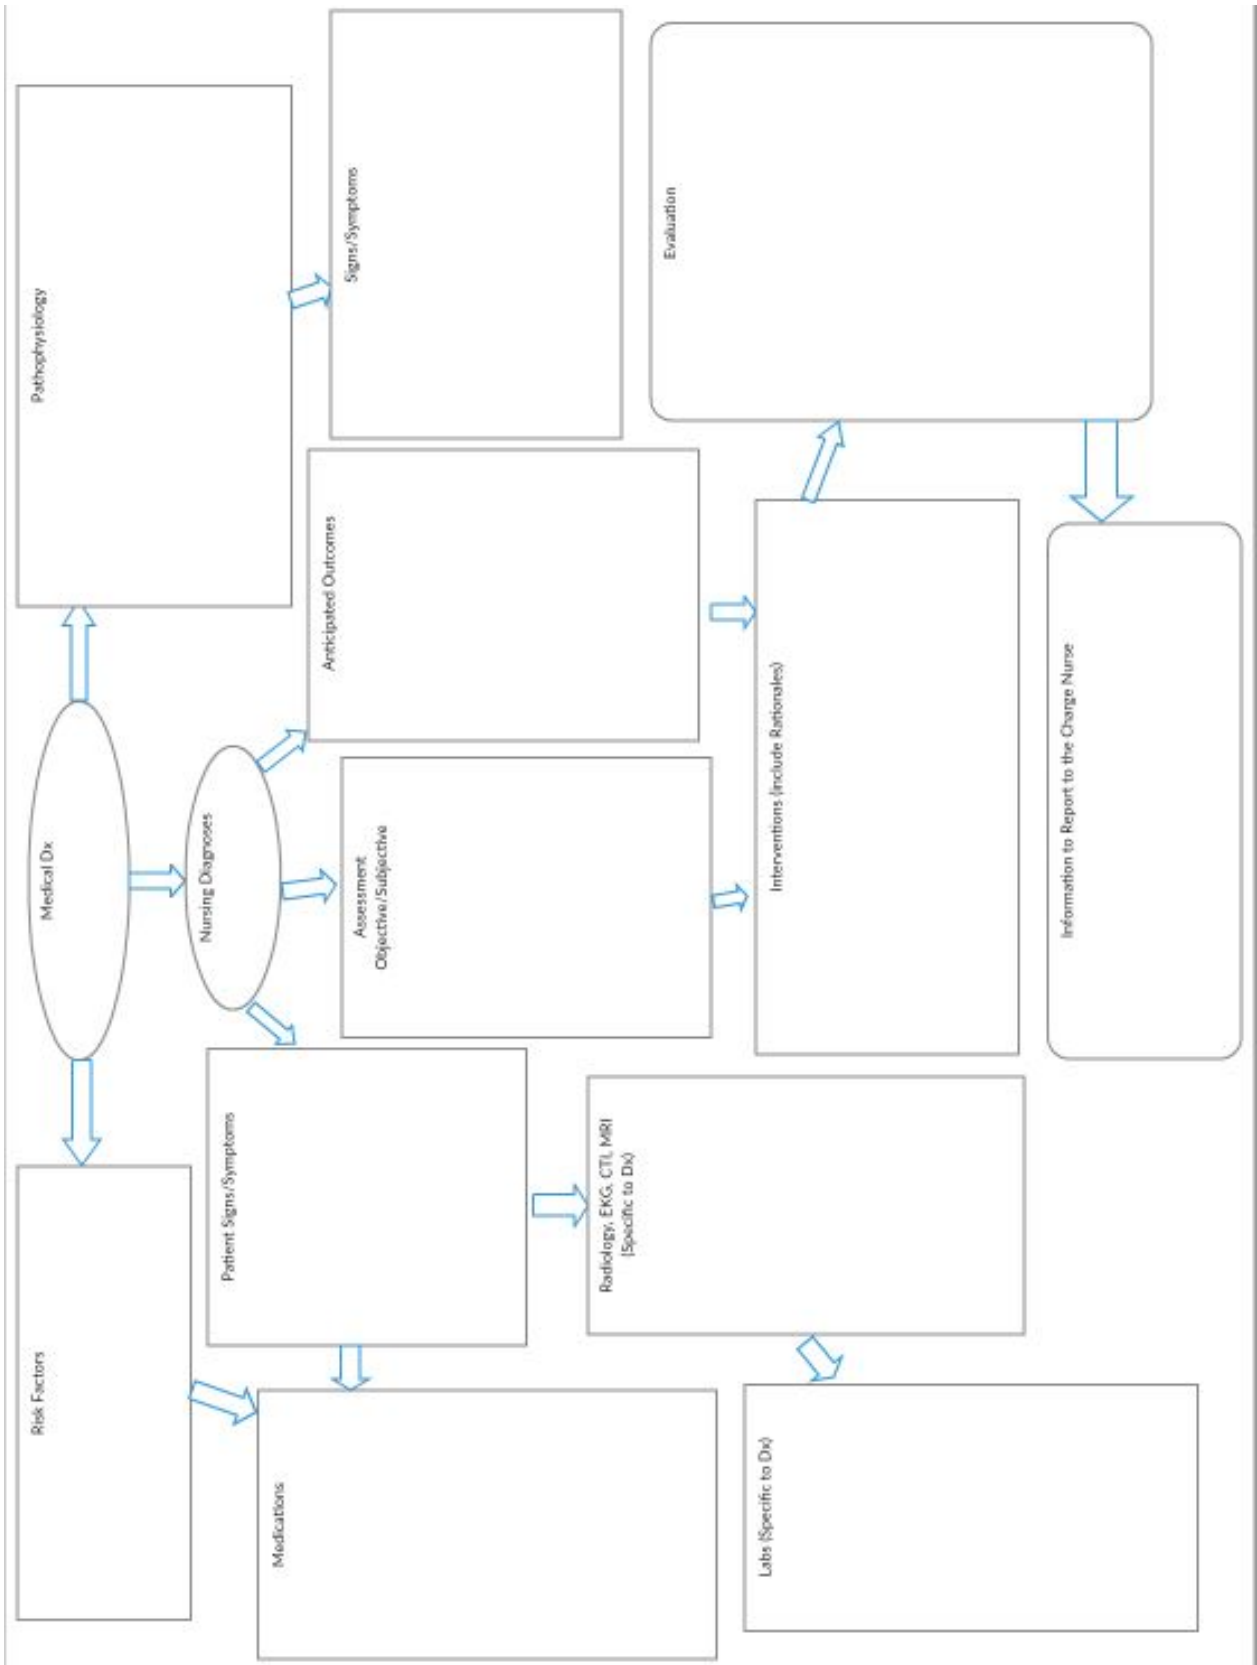 Medical Dx
Risk Factors
Pathophysiology
Nursing Diagnoses
Patient Signs/Symptoms
Medications
Assessment
Objective/Subjective
Anticipated Outcomes
Signs/Symptoms
Radiology, EKG, CTI, MRI
(Specific to Dx)
Labs (Specific to Dx)
Interventions (include Rationales)
Evaluation
Information to Report to the Charge Nurse